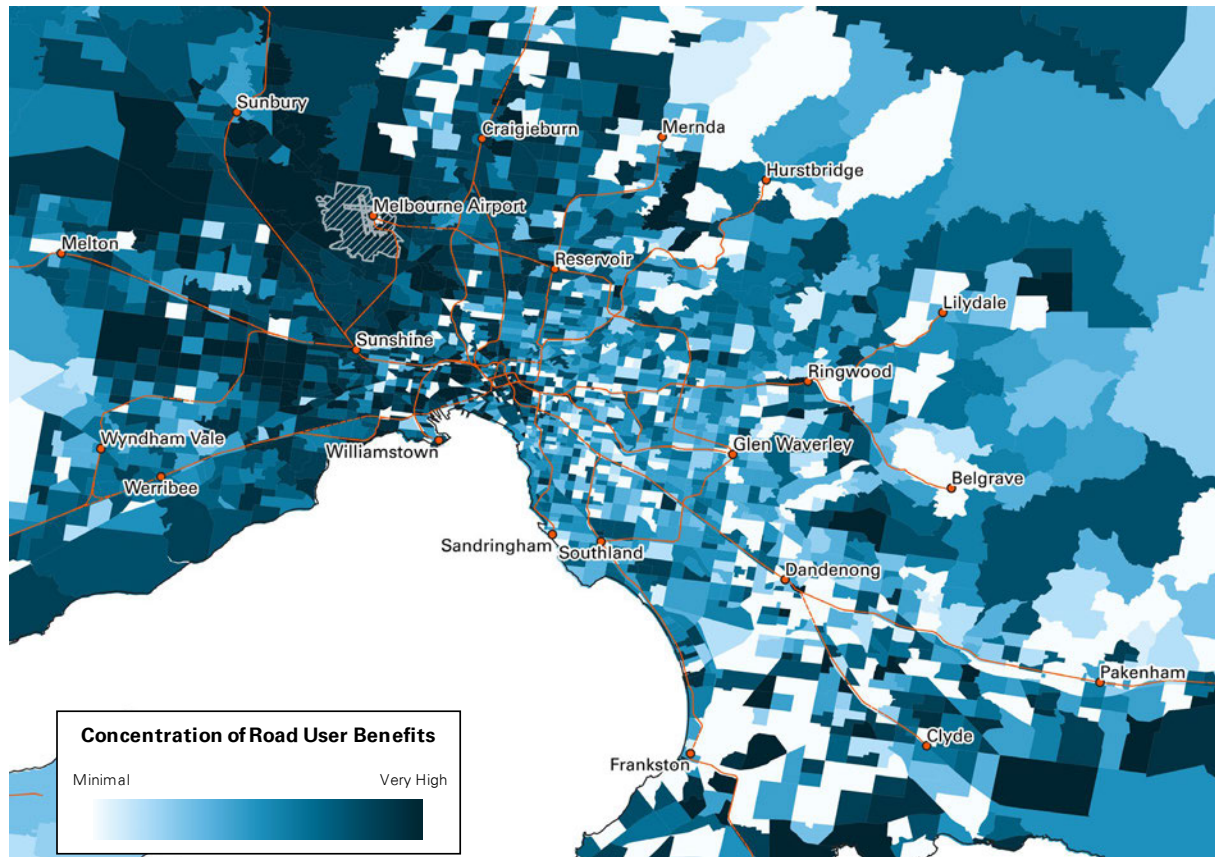 Sunbury
Craigieburn
Mernda
Hurstbridge
Melbourne Airport
Melton
Reservoir
Lilydale
Sunshine
Ringwood
Wyndham Vale
Williamstown
Glen Waverley
Werribee
Belgrave
Sandringham
Southland
Dandenong
Pakenham
Clyde
Frankston
Concentration of Road User Benefits
Minimal
Very High